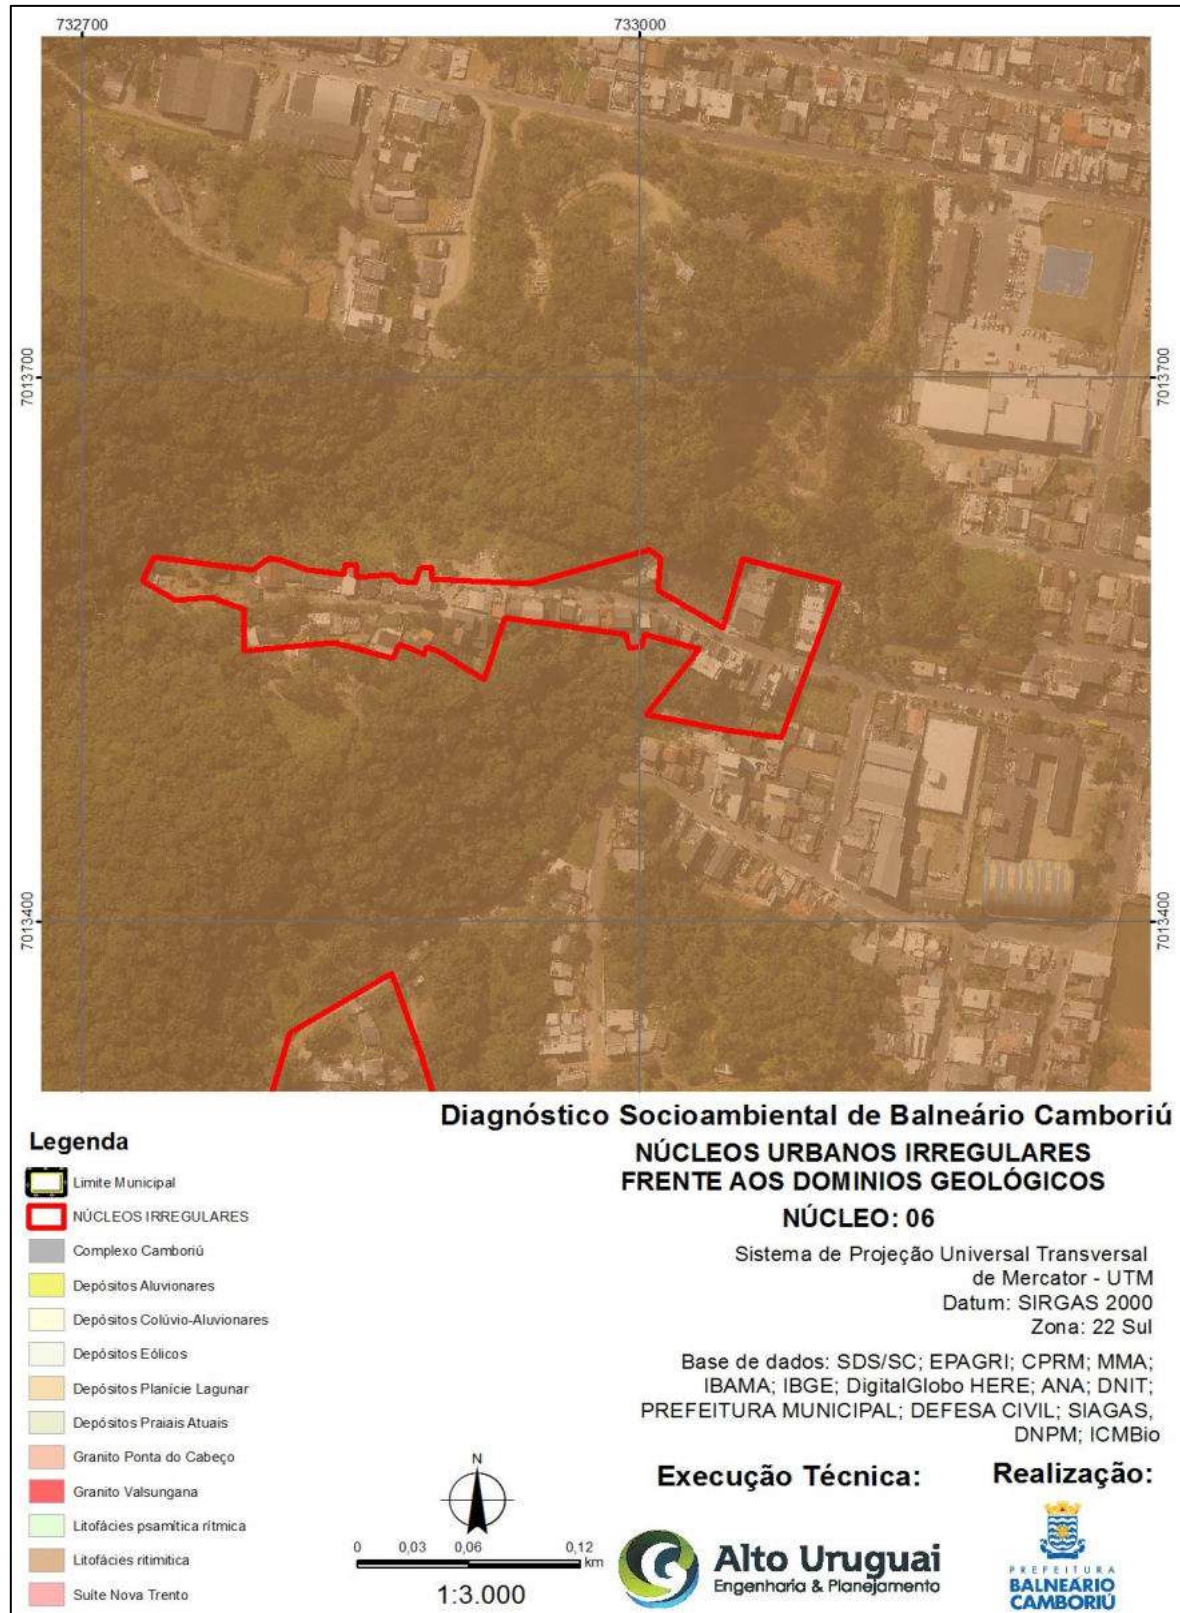 732700 733000
7013700 7013700
7013400 7013400
Diagnóstico Socioambiental de Balneário Camboriú
NÚCLEOS URBANOS IRREGULARES
FRENTE AOS DOMINIOS GEOLÓGICOS
NÚCLEO: 06
Sistema de Projeção Universal Transversal
de Mercator - UTM
Datum: SIRGAS 2000
Zona: 22 Sul
Base de dados: SDS/SC; EPAGRI; CPRM; MMA;
IBAMA; IBGE; DigitalGlobo HERE; ANA; DNIT;
PREFEITURA MUNICIPAL; DEFESA CIVIL; SIAGAS,
DNPM; ICMBio
Legenda
Limite Municipal
NÚCLEOS IRREGULARES
Complexo Camboriú
Depósitos Aluvionares
Depósitos Colúvio-Aluvionares
Depósitos Eólicos
Depósitos Planície Lagunar
Depósitos Praiais Atuais
Granito Ponta do Cabeço
Granito Valsungana
Litofácies psamítica rítmica
Litofácies ritimitica
Suíte Nova Trento
N
0 0,03 0,06 0,12
km
1:3.000
Execução Técnica:
Alto Uruguai
Engenharia & Planejamento
Realização:
PREFEITURA
BALNEÁRIO
CAMBORIÚ